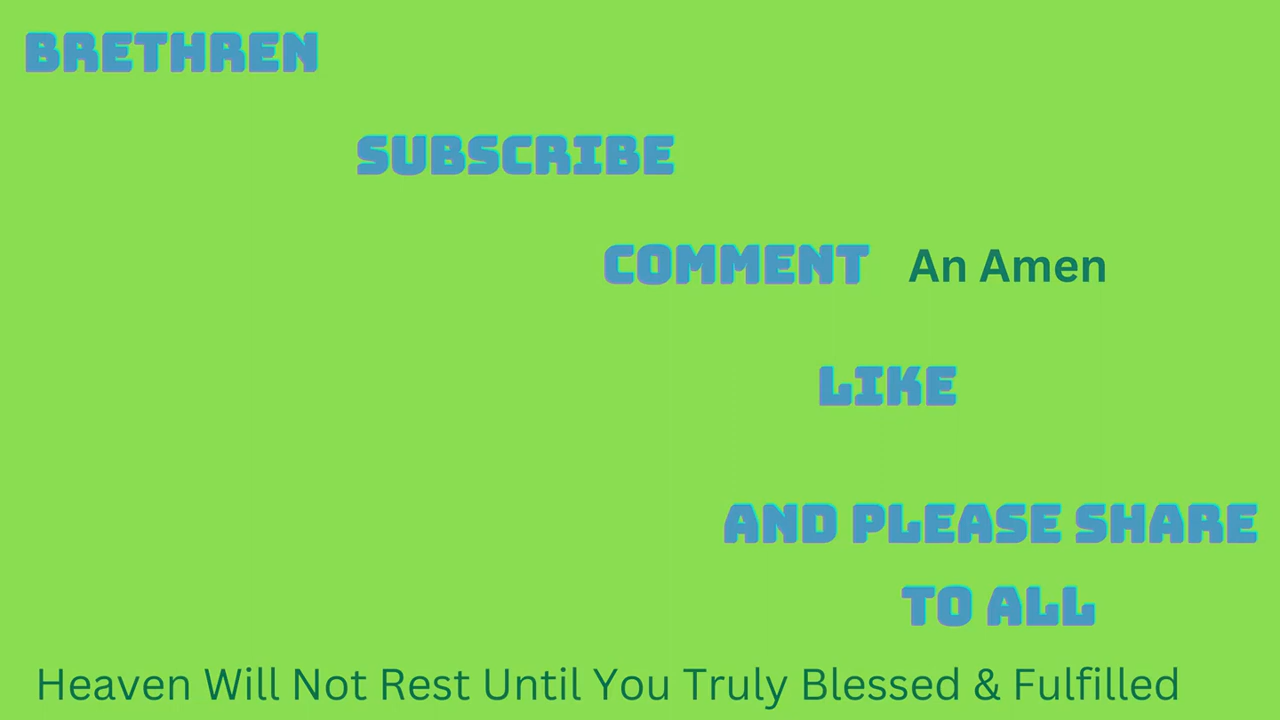 BRETHREN
SUBSCRIBE
COMMENT An Amen
LIKE
AND PLEASE SHARE
TO ALL
Heaven Will Not Rest Until You Truly Blessed & Fulfilled